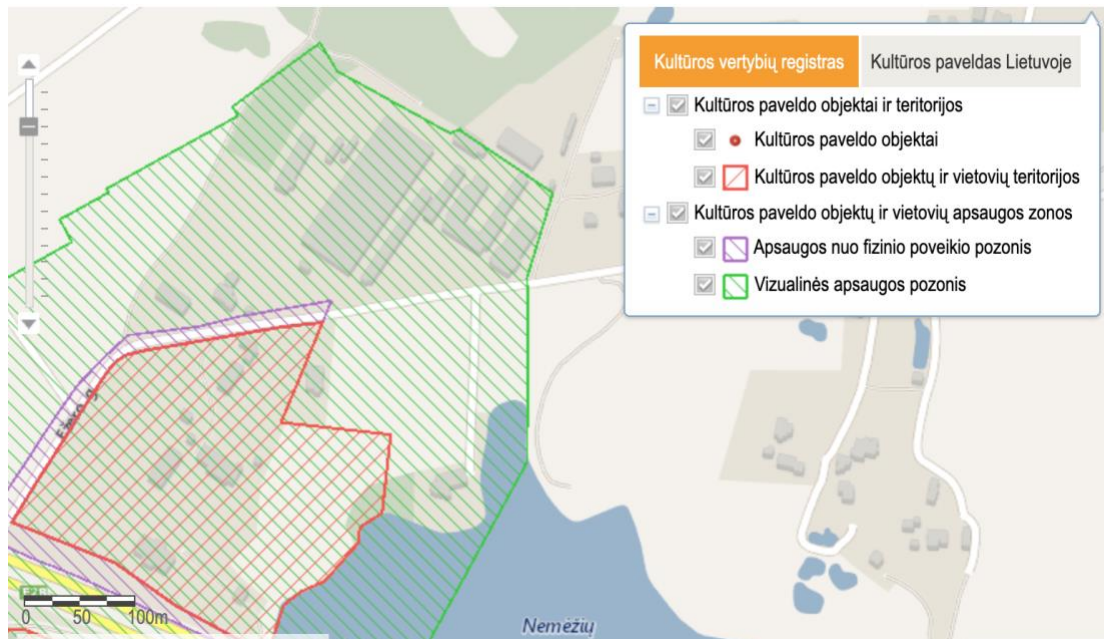 Kultūros vertybių registras
Kultūros paveldas Lietuvoje
Kultūros paveldo objektai ir teritorijos
Kultūros paveldo objektai
Kultūros paveldo objektų ir vietovių teritorijos
Kultūros paveldo objektų ir vietovių apsaugos zonos
Apsaugos nuo fizinio poveikio pozonis
Vizualinės apsaugos pozonis
Ežero g.
E28
0 50 100m
Nemėžių